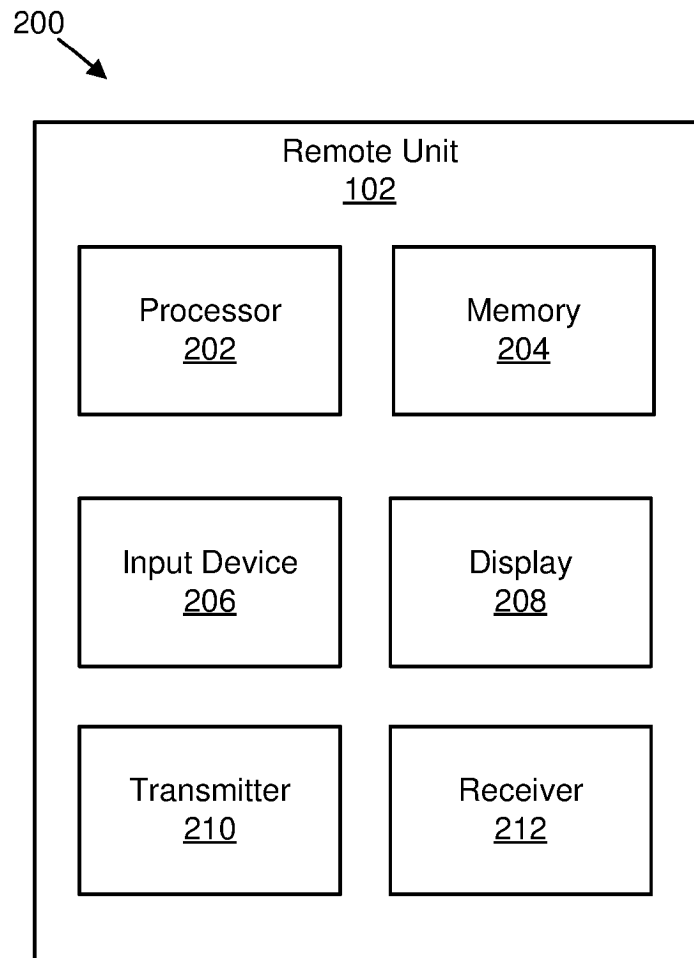 200
Remote Unit
102
Processor
202
Memory
204
Input Device
206
Display
208
Transmitter
210
Receiver
212